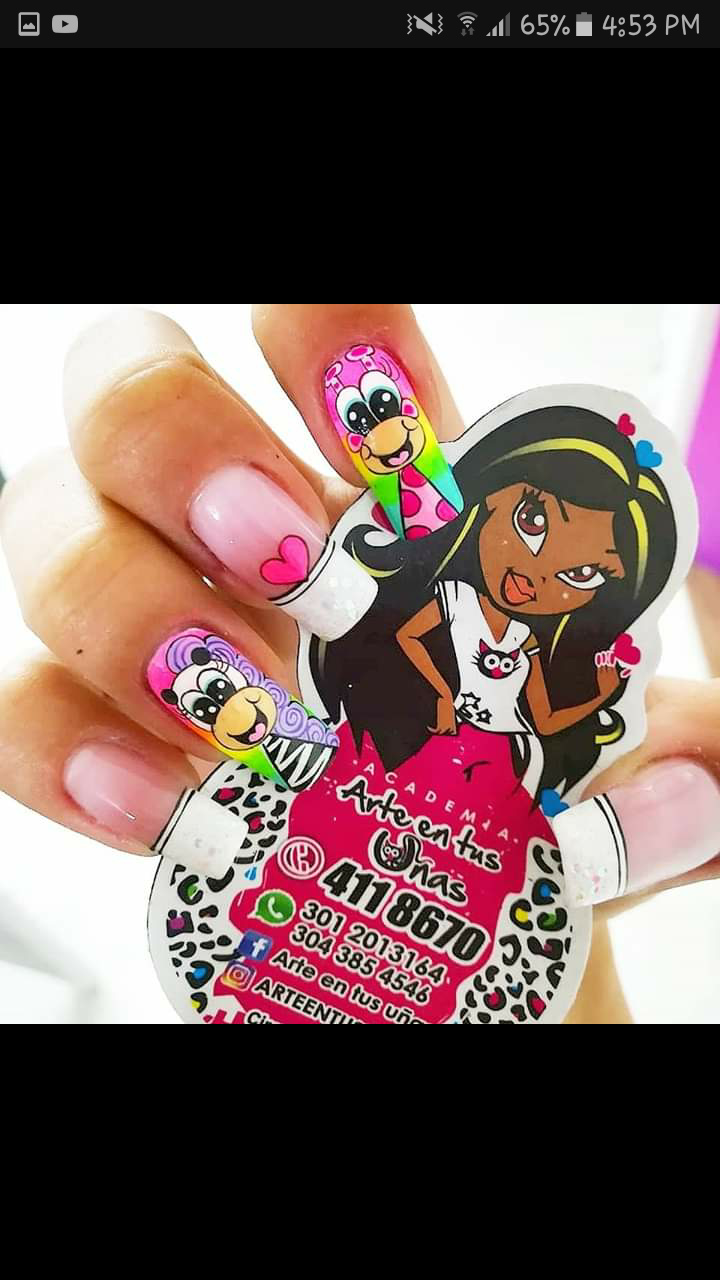 65% 4:53 PM
ACADEMIA
Arte en tus
Uñas
411 8670
301 2013164
304 385 4546
Arte en tus uñas